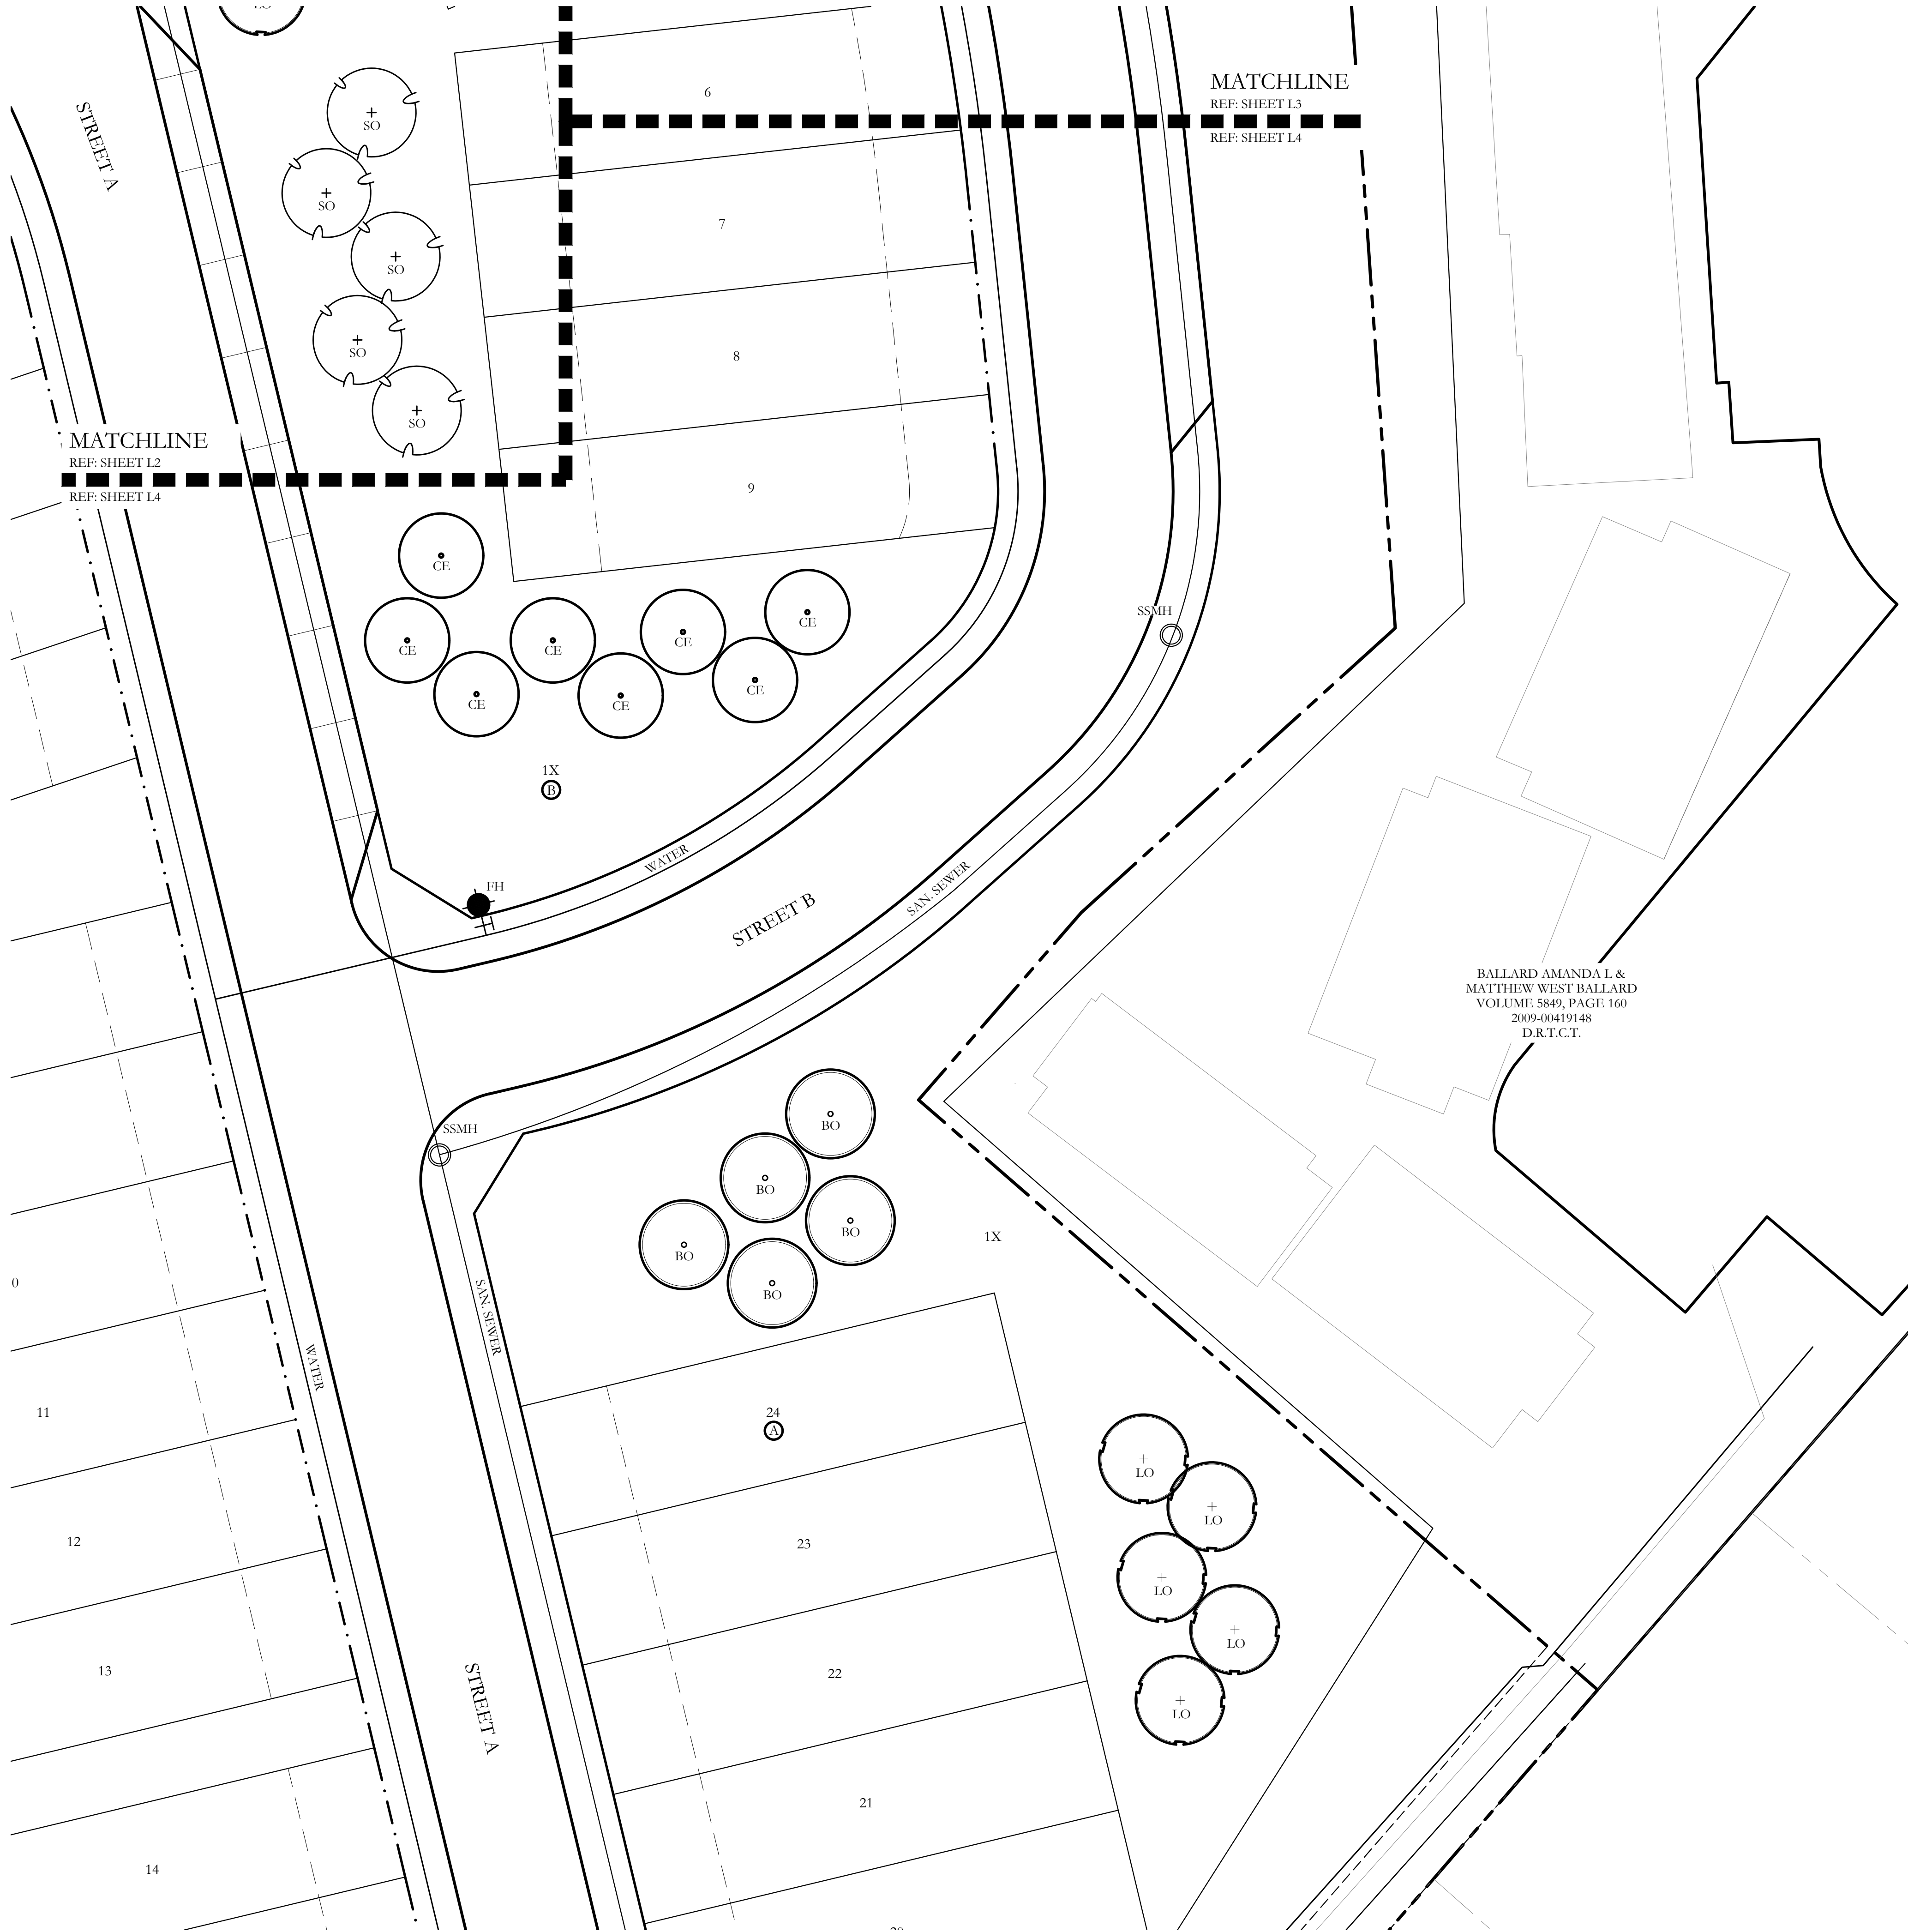 LO
6
MATCHLINE
REF: SHEET L3
REF: SHEET L4
STREET A
SO
SO
SO
SO
SO
7
8
9
MATCHLINE
REF: SHEET L2
REF: SHEET L4
CE
CE
CE
CE
CE
CE
CE
CE
SSMH
1X
B
WATER
FH
SAN. SEWER
STREET B
BALLARD AMANDA L &
MATTHEW WEST BALLARD
VOLUME 5849, PAGE 160
2009-00419148
D.R.T.C.T.
SSMH
BO
BO
BO
BO
BO
1X
0
SAN. SEWER
WATER
11
24
A
12
23
13
22
14
21
STREET A
LO
LO
LO
LO
LO